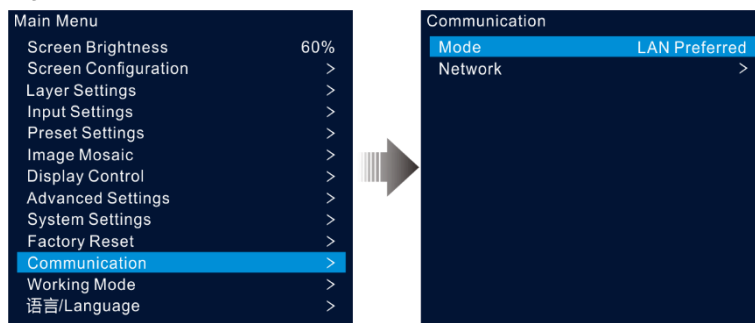 Main Menu
Screen Brightness 60%
Screen Configuration >
Layer Settings >
Input Settings >
Preset Settings >
Image Mosaic >
Display Control >
Advanced Settings >
System Settings >
Factory Reset >
Communication >
Working Mode >
语言/Language >
Communication
Mode LAN Preferred
Network >